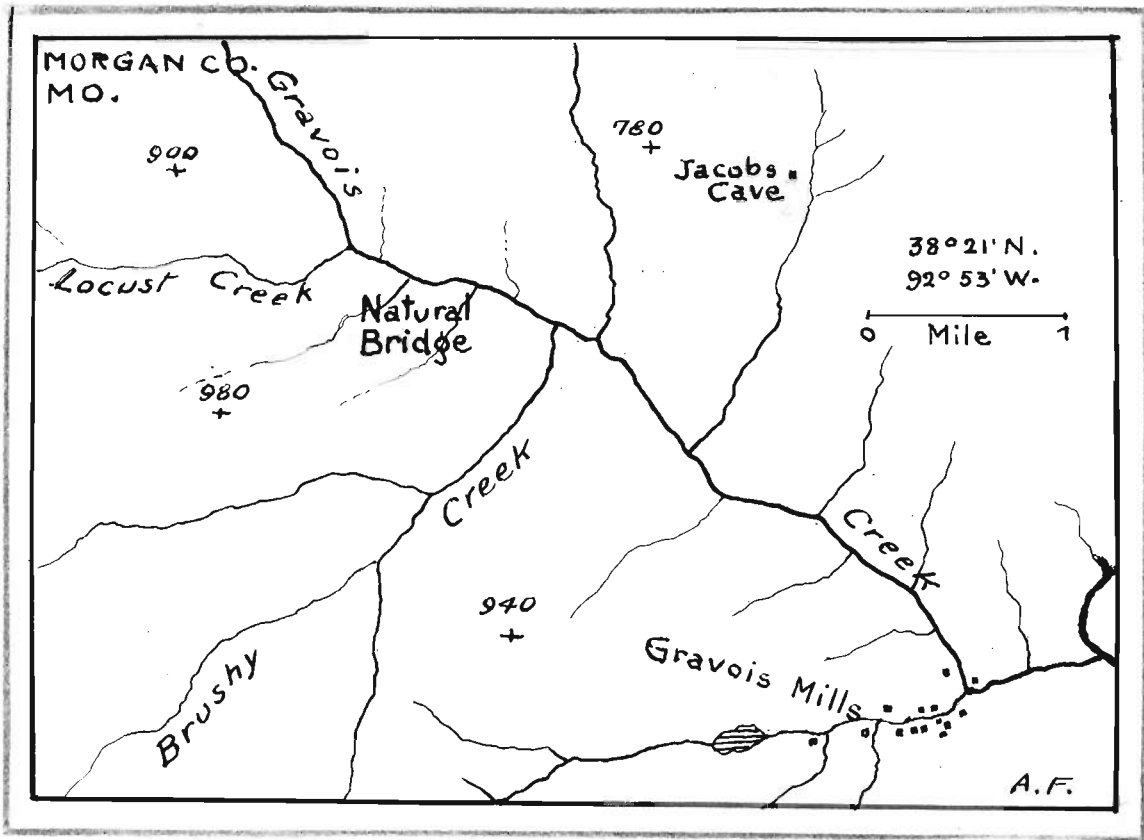 MORGAN CO.
MO.
Gravois
900
780
Jacobs
Cave
38°21' N.
92° 53' W.
0 Mile 1
Locust Creek
Natural
Bridge
980
Creek
Creek
940
Gravois Mills
Brushy
A.F.